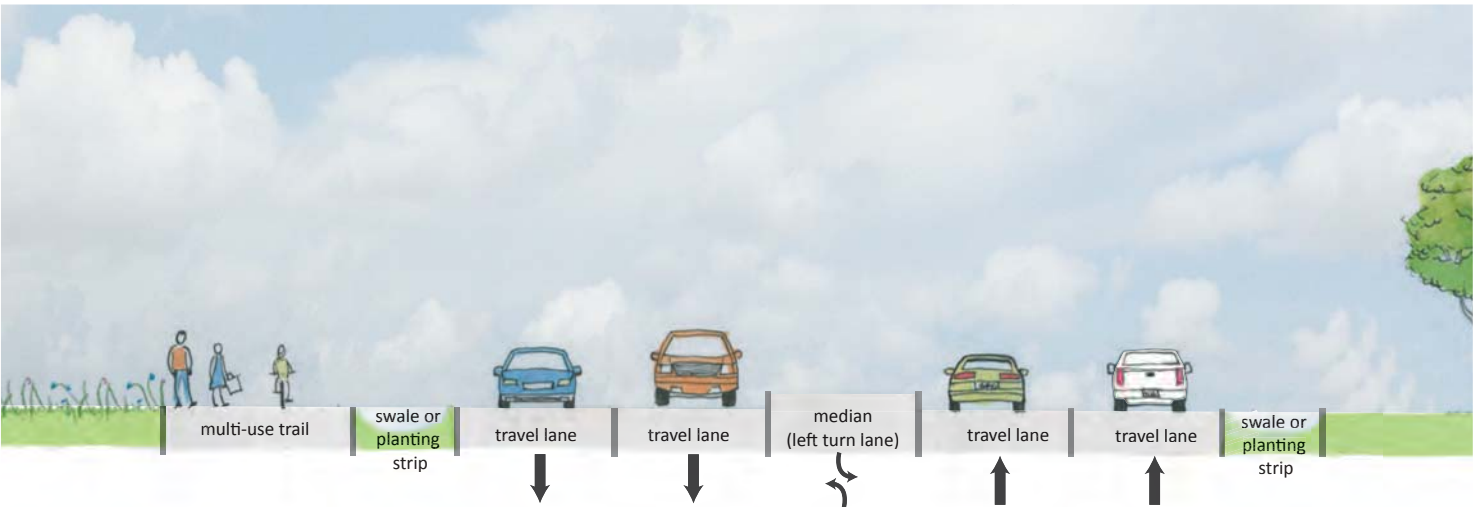 multi-use trail
swale or
planting
strip
travel lane
travel lane
median
(left turn lane)
travel lane
travel lane
swale or
planting
strip